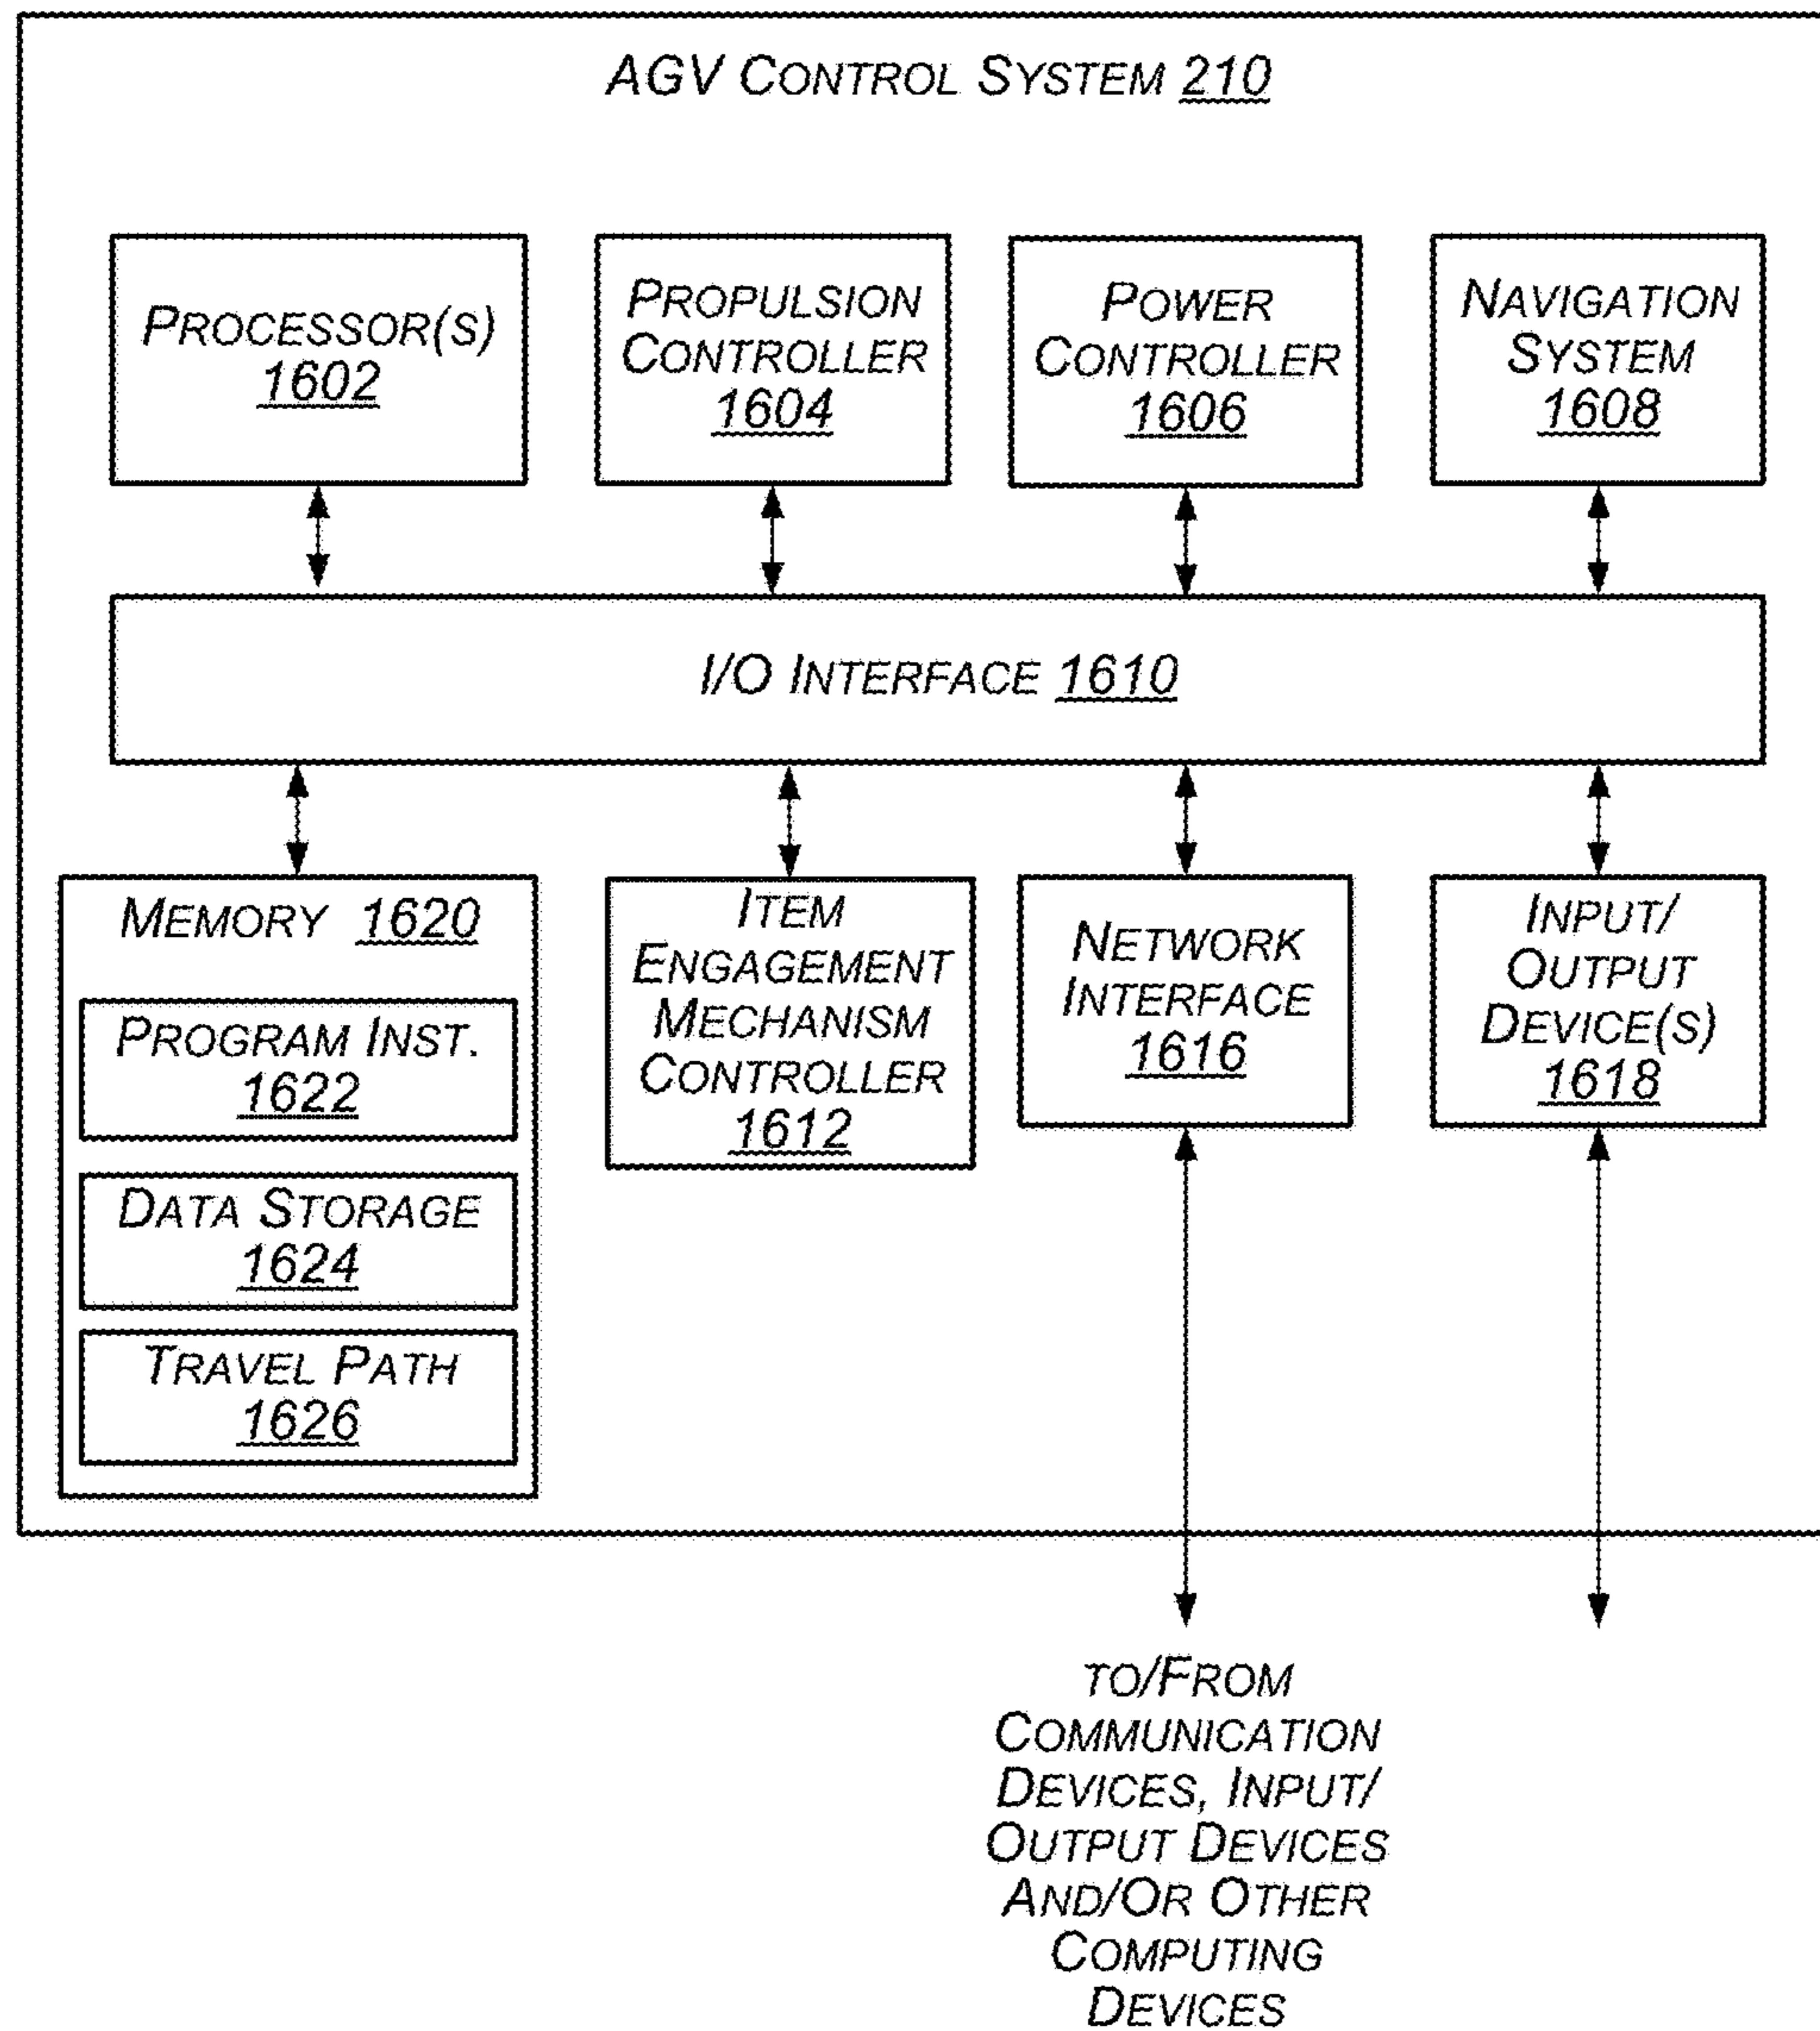 AGV CONTROL SYSTEM 210
PROCESSOR(S)
1602
PROPULSION
CONTROLLER
1604
POWER
CONTROLLER
1606
NAVIGATION
SYSTEM
1608
I/O INTERFACE 1610
MEMORY 1620
PROGRAM INST.
1622
DATA STORAGE
1624
TRAVEL PATH
1626
ITEM
ENGAGEMENT
MECHANISM
CONTROLLER
1612
NETWORK
INTERFACE
1616
INPUT/
OUTPUT
DEVICE(S)
1618
TO/FROM
COMMUNICATION
DEVICES, INPUT/
OUTPUT DEVICES
AND/OR OTHER
COMPUTING
DEVICES